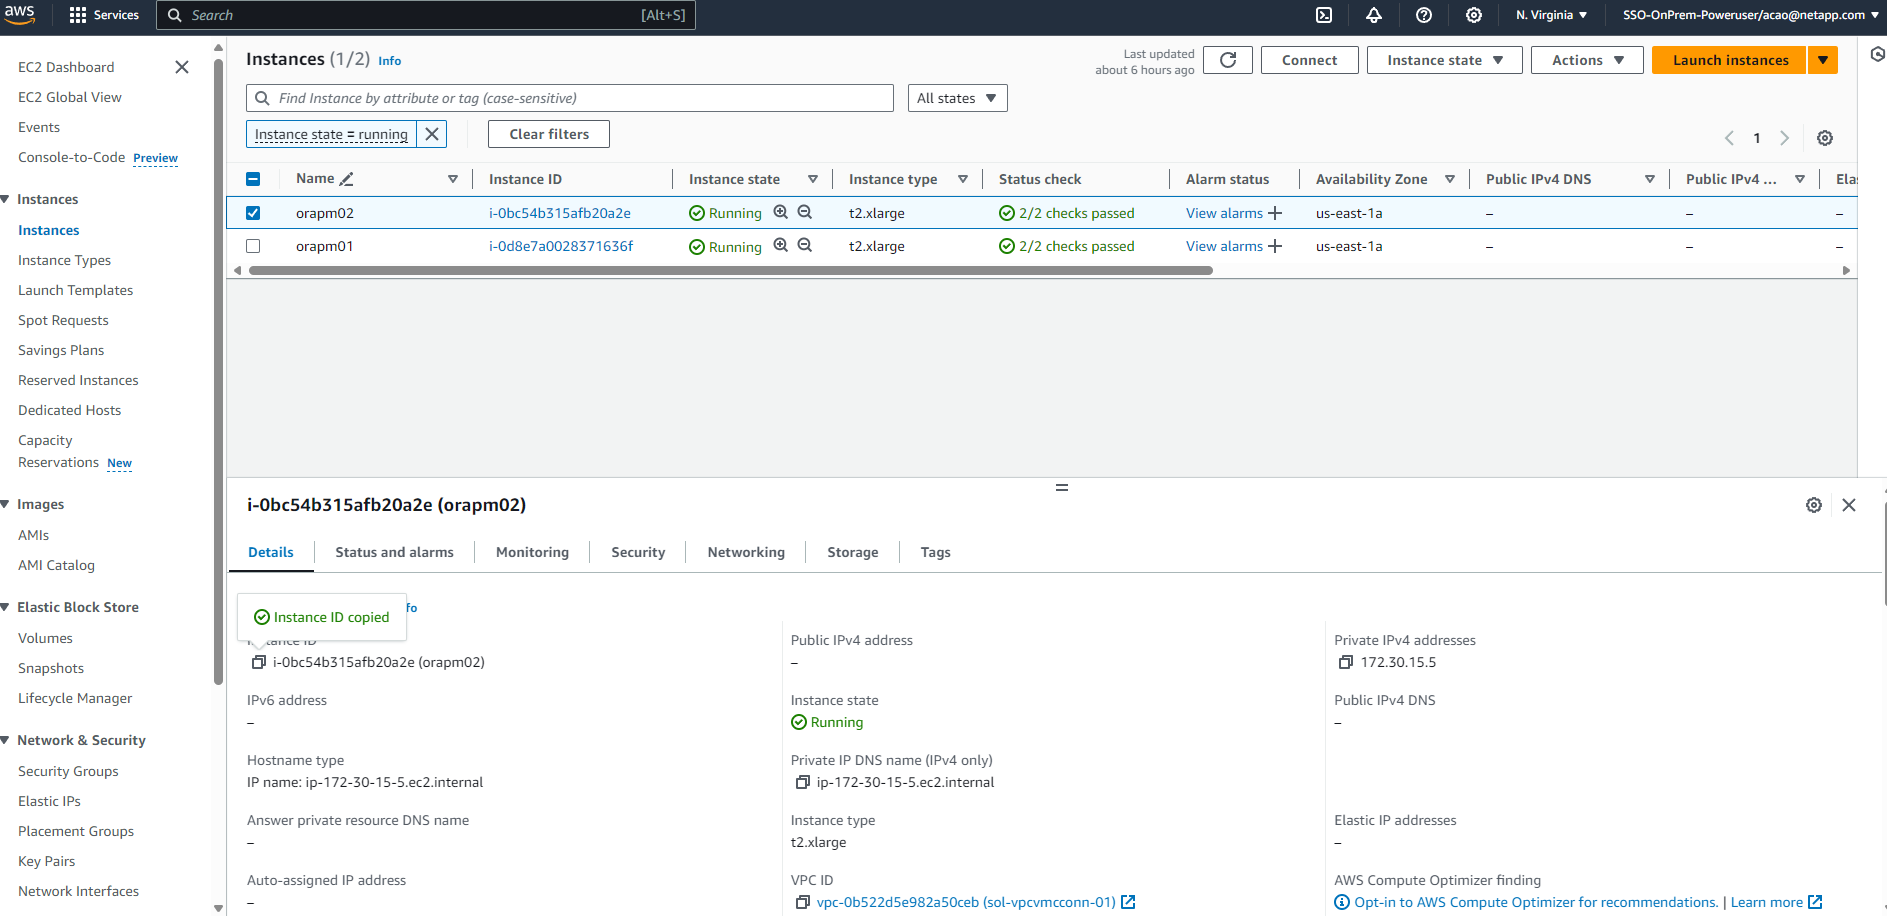 aws
Services
Search
[Alt+S]
N. Virginia
SSO-OnPrem-Poweruser/acao@netapp.com
EC2 Dashboard
EC2 Global View
Events
Console-to-Code Preview
Instances
Instances
Instance Types
Launch Templates
Spot Requests
Savings Plans
Reserved Instances
Dedicated Hosts
Capacity
Reservations New
Images
AMIs
AMI Catalog
Elastic Block Store
Volumes
Snapshots
Lifecycle Manager
Network & Security
Security Groups
Elastic IPs
Placement Groups
Key Pairs
Network Interfaces
Instances (1/2) Info
Last updated
about 6 hours ago
Connect
Instance state
Actions
Launch instances
Find Instance by attribute or tag (case-sensitive)
All states
Instance state = running
Clear filters
1
Name Instance ID Instance state Instance type Status check Alarm status Availability Zone Public IPv4 DNS Public IPv4 ... Elas
orapm02 i-0bc54b315afb20a2e Running t2.xlarge 2/2 checks passed View alarms + us-east-1a – – –
orapm01 i-0d8e7a0028371636f Running t2.xlarge 2/2 checks passed View alarms + us-east-1a – – –
i-0bc54b315afb20a2e (orapm02)
Details
Status and alarms
Monitoring
Security
Networking
Storage
Tags
fo
Instance ID copied
Instance ID
i-0bc54b315afb20a2e (orapm02)
Public IPv4 address
–
Private IPv4 addresses
172.30.15.5
IPv6 address
–
Instance state
Running
Public IPv4 DNS
–
Hostname type
IP name: ip-172-30-15-5.ec2.internal
Private IP DNS name (IPv4 only)
ip-172-30-15-5.ec2.internal
Answer private resource DNS name
–
Instance type
t2.xlarge
Elastic IP addresses
–
Auto-assigned IP address
–
VPC ID
vpc-0b522d5e982a50ceb (sol-vpcvmcconn-01)
AWS Compute Optimizer finding
Opt-in to AWS Compute Optimizer for recommendations. | Learn more